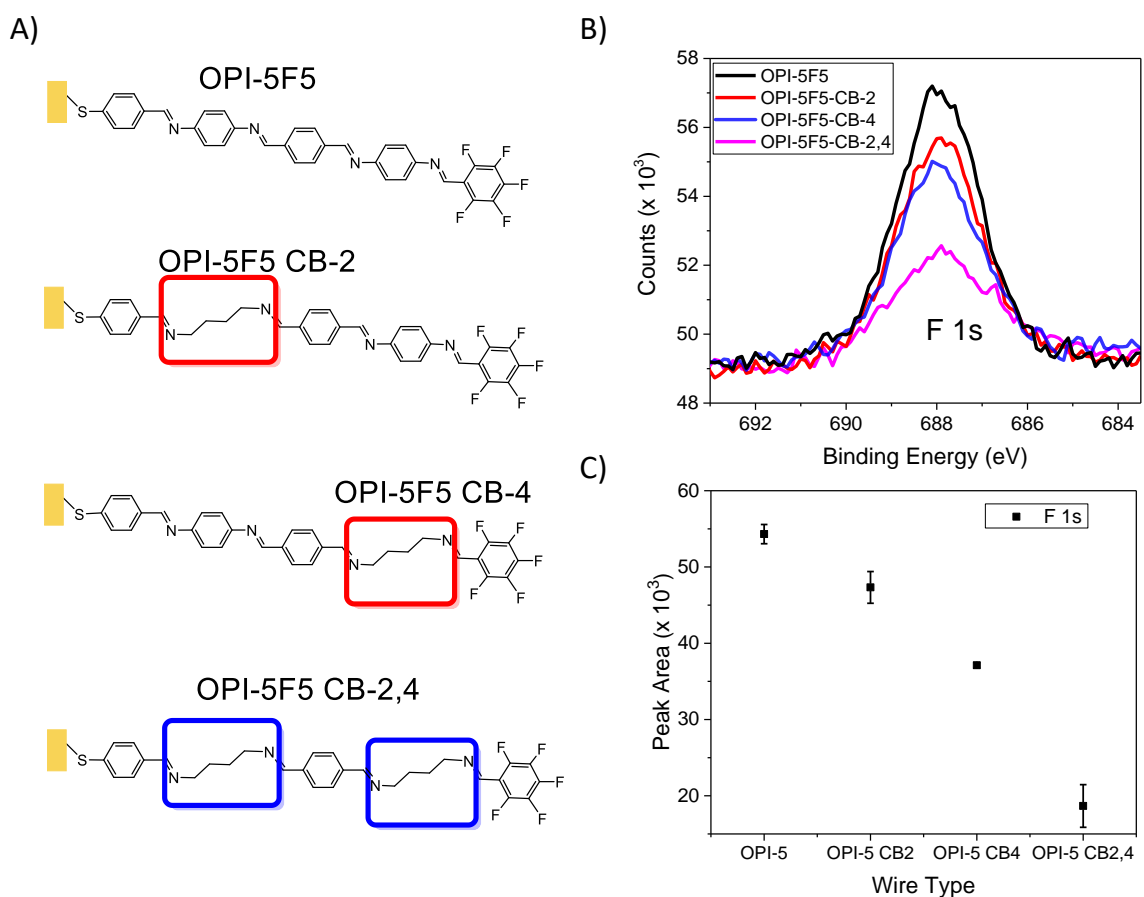 A)
OPI-5F5
S
N
N
N
N
F
F
F
F
F
OPI-5F5 CB-2
S
N
N
N
N
F
F
F
F
F
OPI-5F5 CB-4
S
N
N
N
N
F
F
F
F
F
OPI-5F5 CB-2,4
S
N
N
N
N
F
F
F
F
F
B)
OPI-5F5
OPI-5F5-CB-2
OPI-5F5-CB-4
OPI-5F5-CB-2,4
F 1s
58
56
54
52
50
48
Counts (x 10³)
692 690 688 686 684
Binding Energy (eV)
C)
F 1s
60
50
40
30
20
Peak Area (x 10³)
OPI-5 OPI-5 CB2 OPI-5 CB4 OPI-5 CB2,4
Wire Type